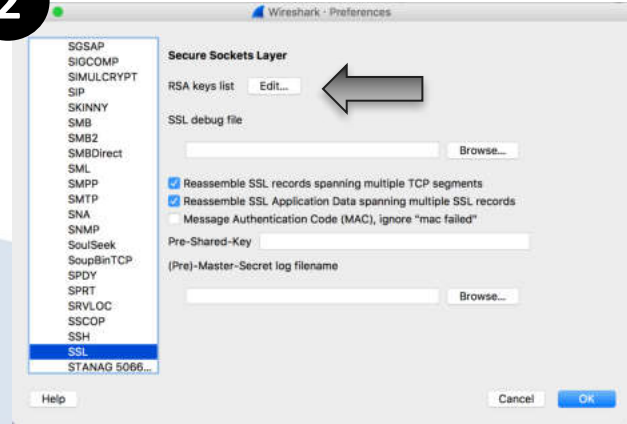 2
Wireshark · Preferences
SGSAP
SIGCOMP
SIMULCRYPT
SIP
SKINNY
SMB
SMB2
SMBDirect
SML
SMPP
SMTP
SNA
SNMP
SoulSeek
SoupBinTCP
SPDY
SPRT
SRVLOC
SSCOP
SSH
SSL
STANAG 5066...
Secure Sockets Layer
RSA keys list Edit...
SSL debug file
Browse...
Reassemble SSL records spanning multiple TCP segments
Reassemble SSL Application Data spanning multiple SSL records
Message Authentication Code (MAC), ignore "mac failed"
Pre-Shared-Key
(Pre)-Master-Secret log filename
Browse...
Help Cancel OK